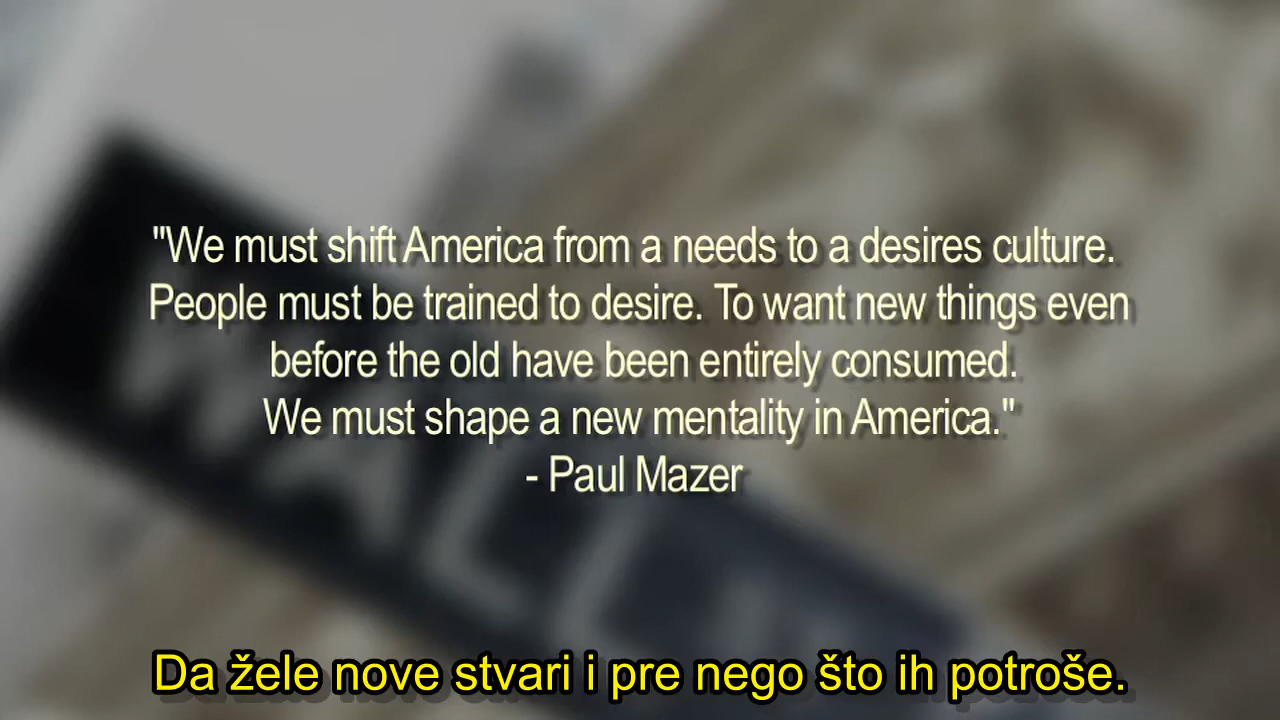 "We must shift America from a needs to a desires culture.
People must be trained to desire. To want new things even
before the old have been entirely consumed.
We must shape a new mentality in America."
- Paul Mazer
WALL
Da žele nove stvari i pre nego što ih potroše.